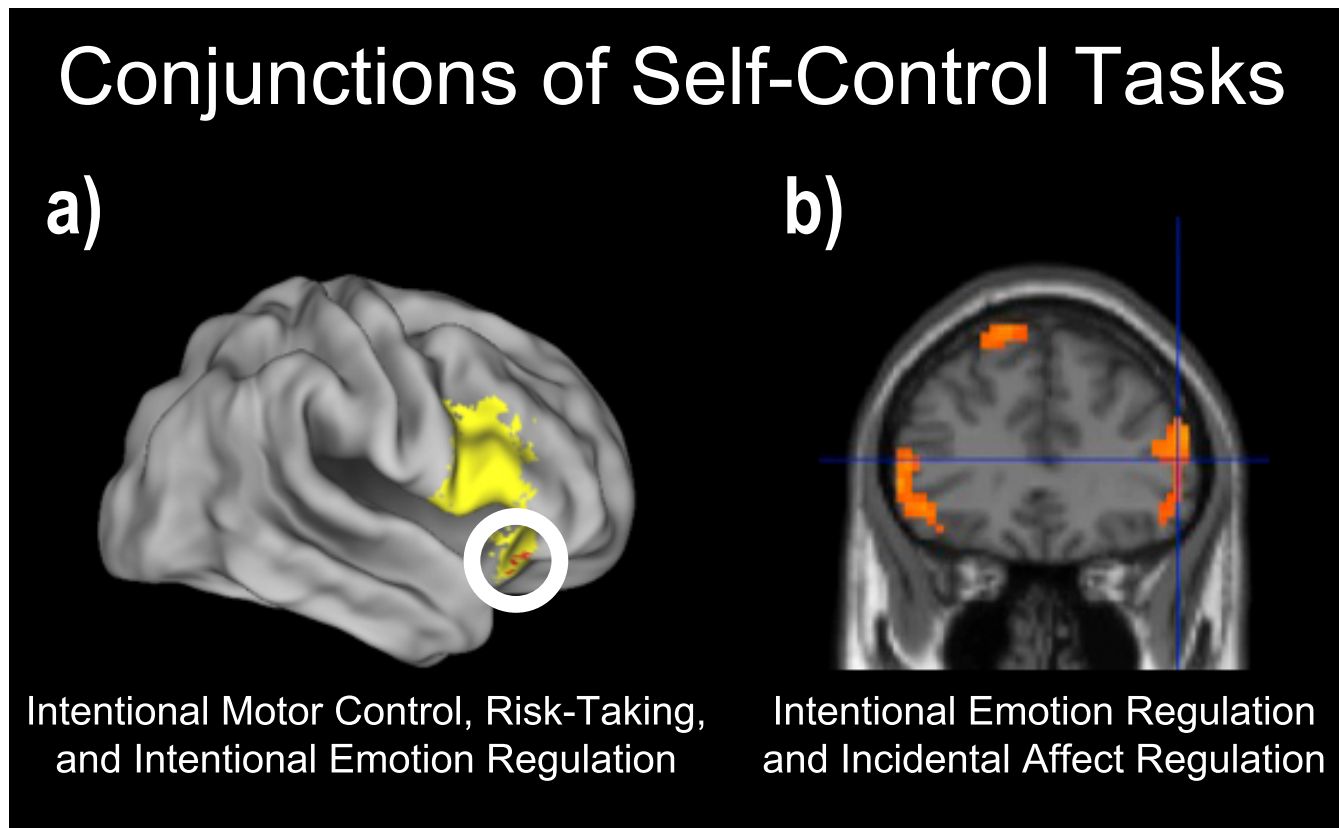 Conjunctions of Self-Control Tasks
a)
b)
Intentional Motor Control, Risk-Taking,
and Intentional Emotion Regulation
Intentional Emotion Regulation
and Incidental Affect Regulation